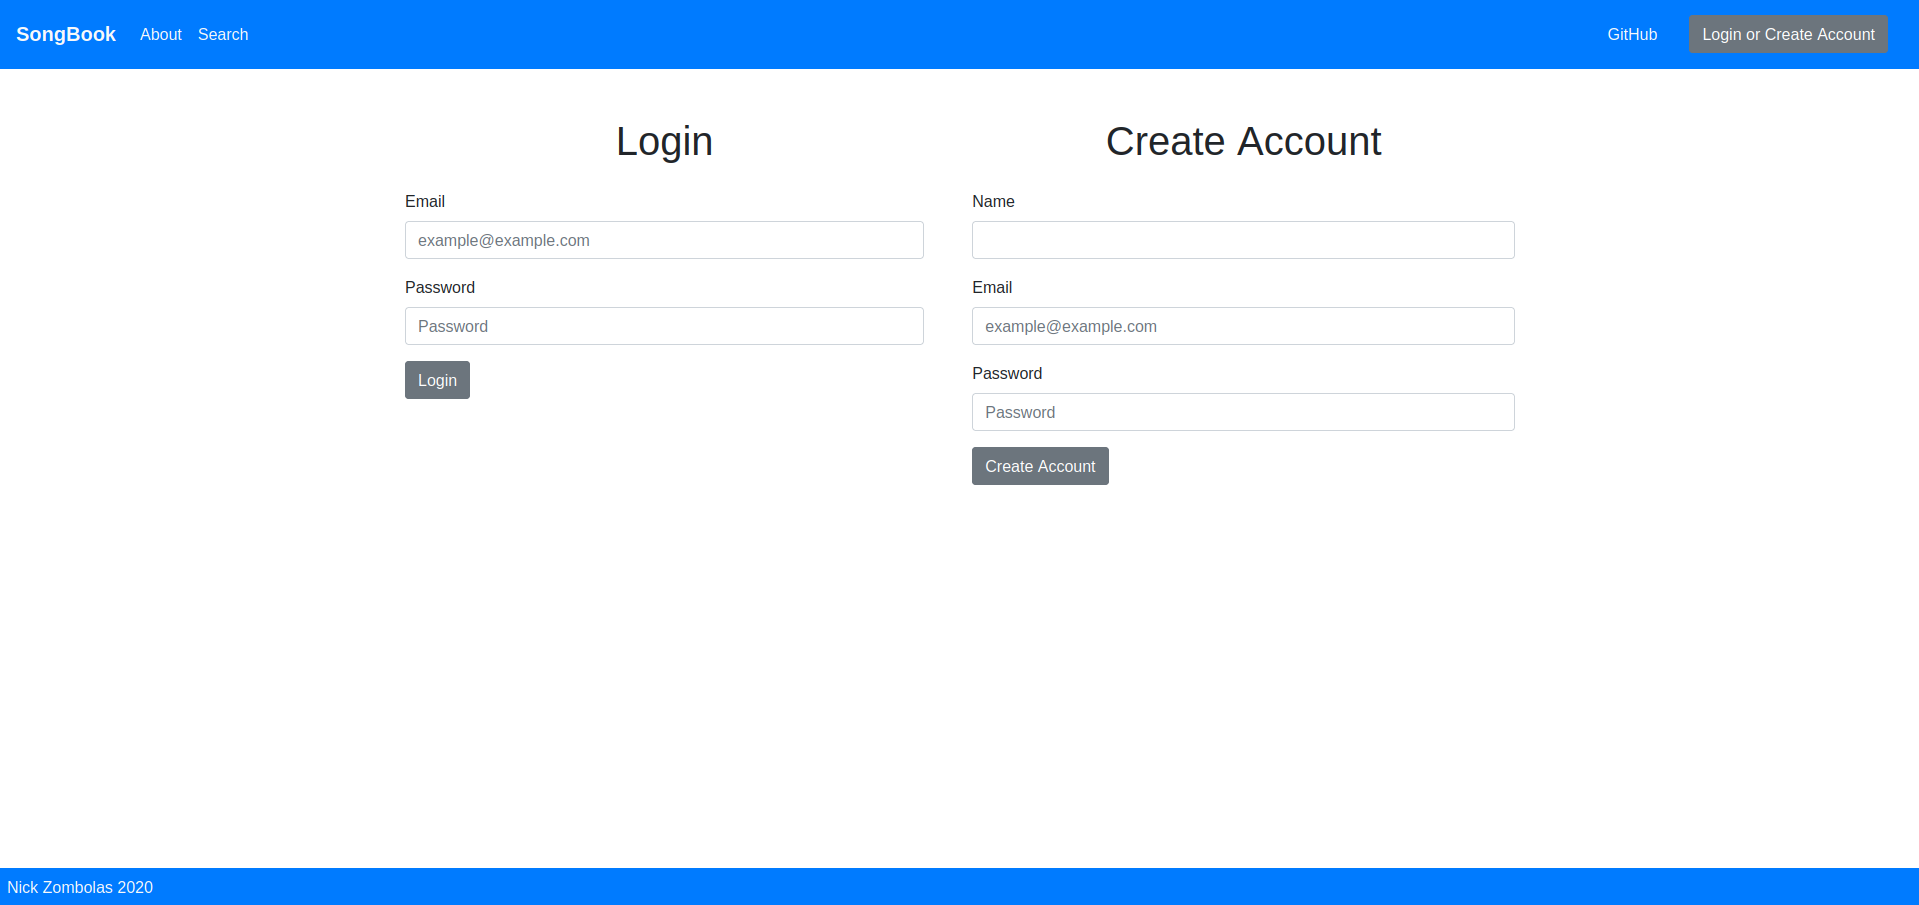 SongBook About Search GitHub Login or Create Account
Login
Email
example@example.com
Password
Password
Login
Create Account
Name
Email
example@example.com
Password
Password
Create Account
Nick Zombolas 2020